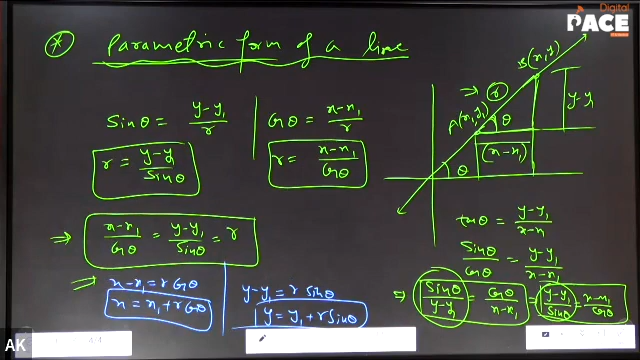 * Parametric form of a line
Digital
PACE
B(x,y)
r
A(x₁,y₁)
θ
y-y₁
(x-x₁)
θ
Sinθ = (y-y₁)/r
Cosθ = (x-x₁)/r
r = (y-y₁)/Sinθ
r = (x-x₁)/Cosθ
⇒ (x-x₁)/Cosθ = (y-y₁)/Sinθ = r
⇒ x-x₁ = r Cosθ
x = x₁ + r Cosθ
y-y₁ = r Sinθ
y = y₁ + r Sinθ
tanθ = (y-y₁)/(x-x₁)
Sinθ/Cosθ = (y-y₁)/(x-x₁)
⇒ Sinθ/(y-y₁) = Cosθ/(x-x₁) = (y-y₁)/Sinθ = (x-x₁)/Cosθ
AK